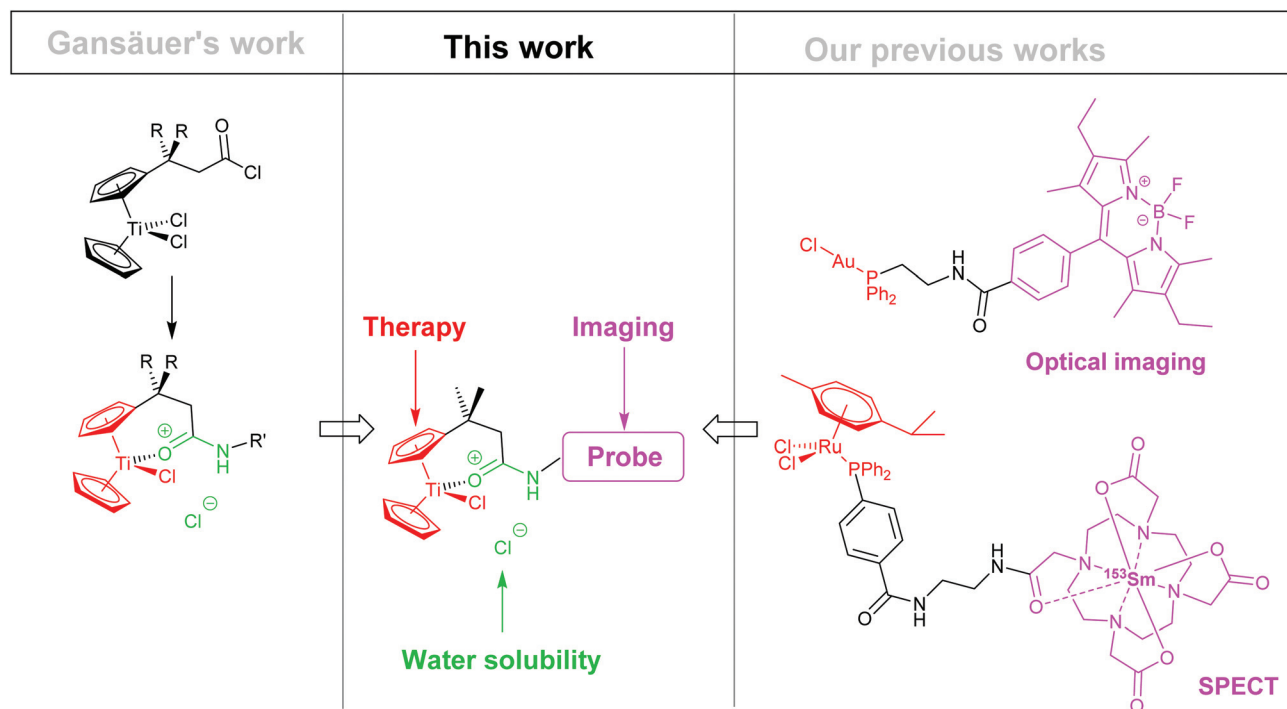 Gansäuer's work
This work
Our previous works
R R O
Cl
Ti Cl
Cl
R R
⊕
O N R'
H
Ti Cl
Cl ⊖
Therapy
Imaging
⊕
O N
H
Probe
Ti Cl
Cl ⊖
Water solubility
⊕ F
N
B
⊖ F
N
Cl
Au
P
Ph2
H
N
O
Optical imaging
Cl
Cl Ru
PPh2
O
O
N
O
H
N
N 153Sm N
O
O
O
N
H
N
O
O
SPECT